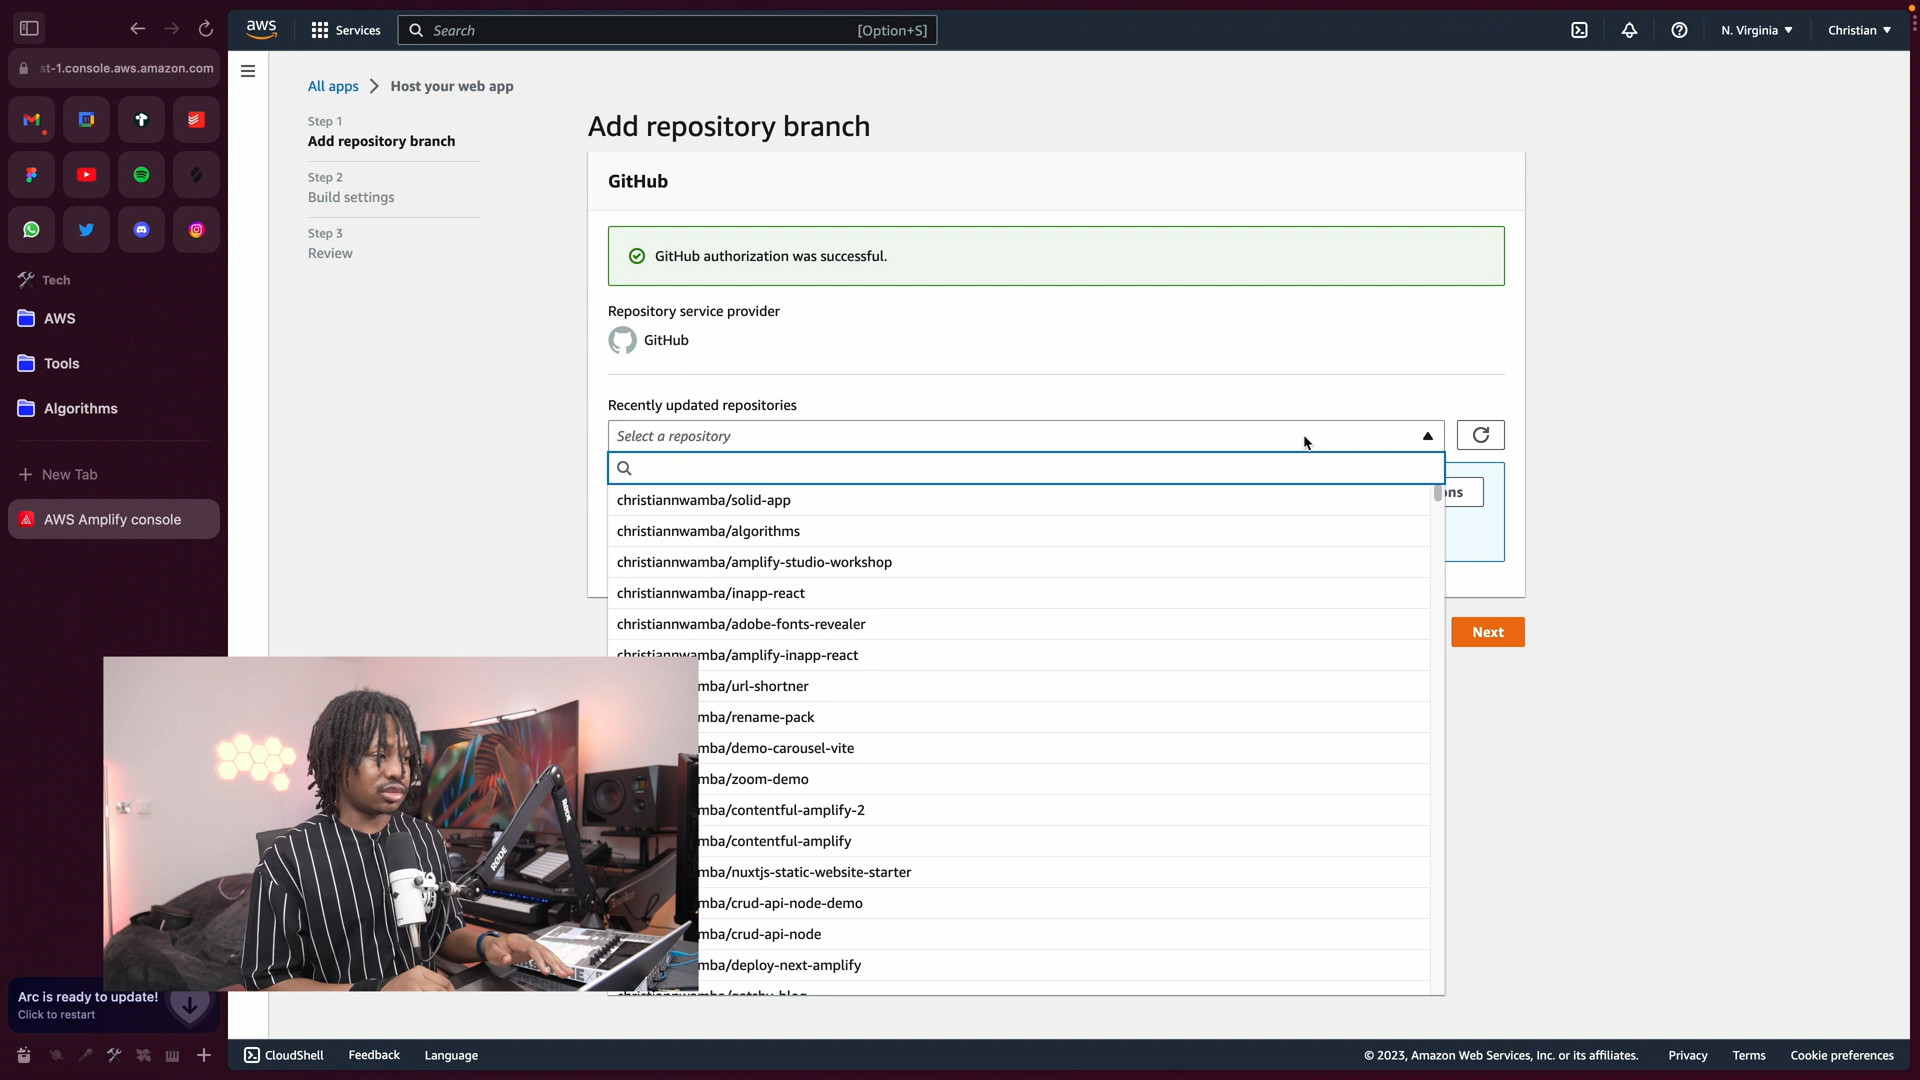 aws
Services
Search
[Option+S]
N. Virginia
Christian
st-1.console.aws.amazon.com
All apps
Host your web app
Step 1
Add repository branch
Step 2
Build settings
Step 3
Review
Tech
AWS
Tools
Algorithms
New Tab
AWS Amplify console
Arc is ready to update!
Click to restart
Add repository branch
GitHub
GitHub authorization was successful.
Repository service provider
GitHub
Recently updated repositories
Select a repository
ns
christiannwamba/solid-app
christiannwamba/algorithms
christiannwamba/amplify-studio-workshop
christiannwamba/inapp-react
christiannwamba/adobe-fonts-revealer
christiannwamba/amplify-inapp-react
mba/url-shortner
mba/rename-pack
mba/demo-carousel-vite
mba/zoom-demo
mba/contentful-amplify-2
mba/contentful-amplify
mba/nuxtjs-static-website-starter
mba/crud-api-node-demo
mba/crud-api-node
mba/deploy-next-amplify
christiannwamba/gatsby-blog
Next
RØDE
RØDE
CloudShell
Feedback
Language
© 2023, Amazon Web Services, Inc. or its affiliates.
Privacy
Terms
Cookie preferences